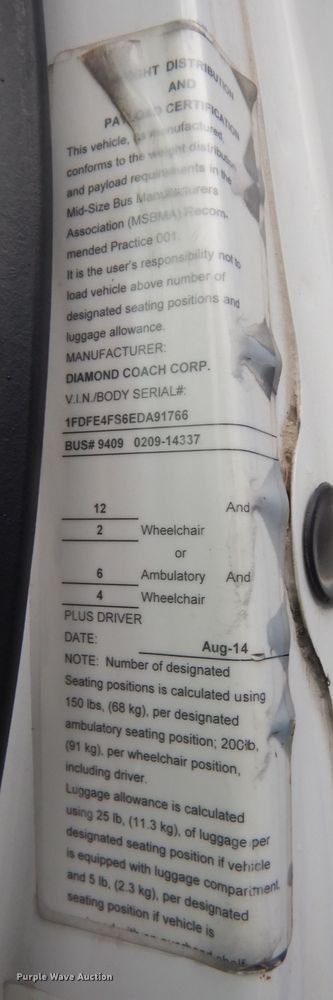 GHT DISTRIBUTION
AND
PAYLOAD CERTIFICATION
This vehicle, as manufactured,
conforms to the weight distribution
and payload requirements in the
Mid-Size Bus Manufacturers
Association (MSBMA) Recom-
mended Practice 001.
It is the user's responsibility not to
load vehicle above number of
designated seating positions and
luggage allowance.
MANUFACTURER:
DIAMOND COACH CORP.
V.I.N./BODY SERIAL#:
1FDFE4FS6EDA91766
BUS# 9409 0209-14337
12 And
2 Wheelchair
or
6 Ambulatory And
4 Wheelchair
PLUS DRIVER
DATE: Aug-14
NOTE: Number of designated
Seating positions is calculated using
150 lbs, (68 kg), per designated
ambulatory seating position; 200lb,
(91 kg), per wheelchair position,
including driver.
Luggage allowance is calculated
using 25 lb, (11.3 kg), of luggage per
designated seating position if vehicle
is equipped with luggage compartment,
and 5 lb, (2.3 kg), per designated
seating position if vehicle is
Purple Wave Auction